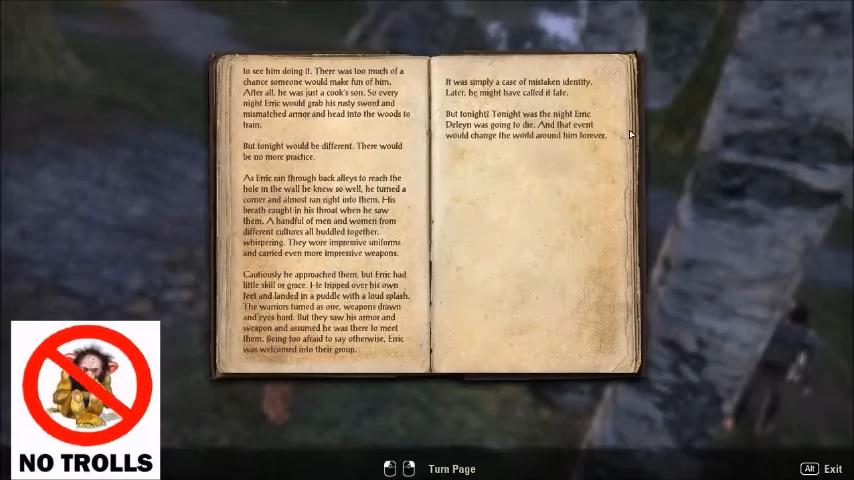 to see him doing it. There was too much of a
chance someone would make fun of him.
After all, he was just a cook's son. So every
night Erric would grab his rusty sword and
mismatched armor and head into the woods to
train.
But tonight would be different. There would
be no more practice.
As Erric ran through back alleys to reach the
hole in the wall he knew so well, he turned a
corner and almost ran right into them. His
breath caught in his throat when he saw
them. A handful of men and women from
different cultures all huddled together,
whispering. They wore impressive uniforms
and carried even more impressive weapons.
Cautiously he approached them, but Erric had
little skill or grace. He tripped over his own
feet and landed in a puddle with a loud splash.
The warriors turned as one, weapons drawn
and eyes hard. But they saw his armor and
weapon and assumed he was there to meet
them. Being too afraid to say otherwise, Erric
was welcomed into their group.
It was simply a case of mistaken identity.
Later, he might have called it fate.
But tonight? Tonight was the night Erric
Deleyn was going to die. And that event
would change the world around him forever.
NO TROLLS
Turn Page
Alt Exit